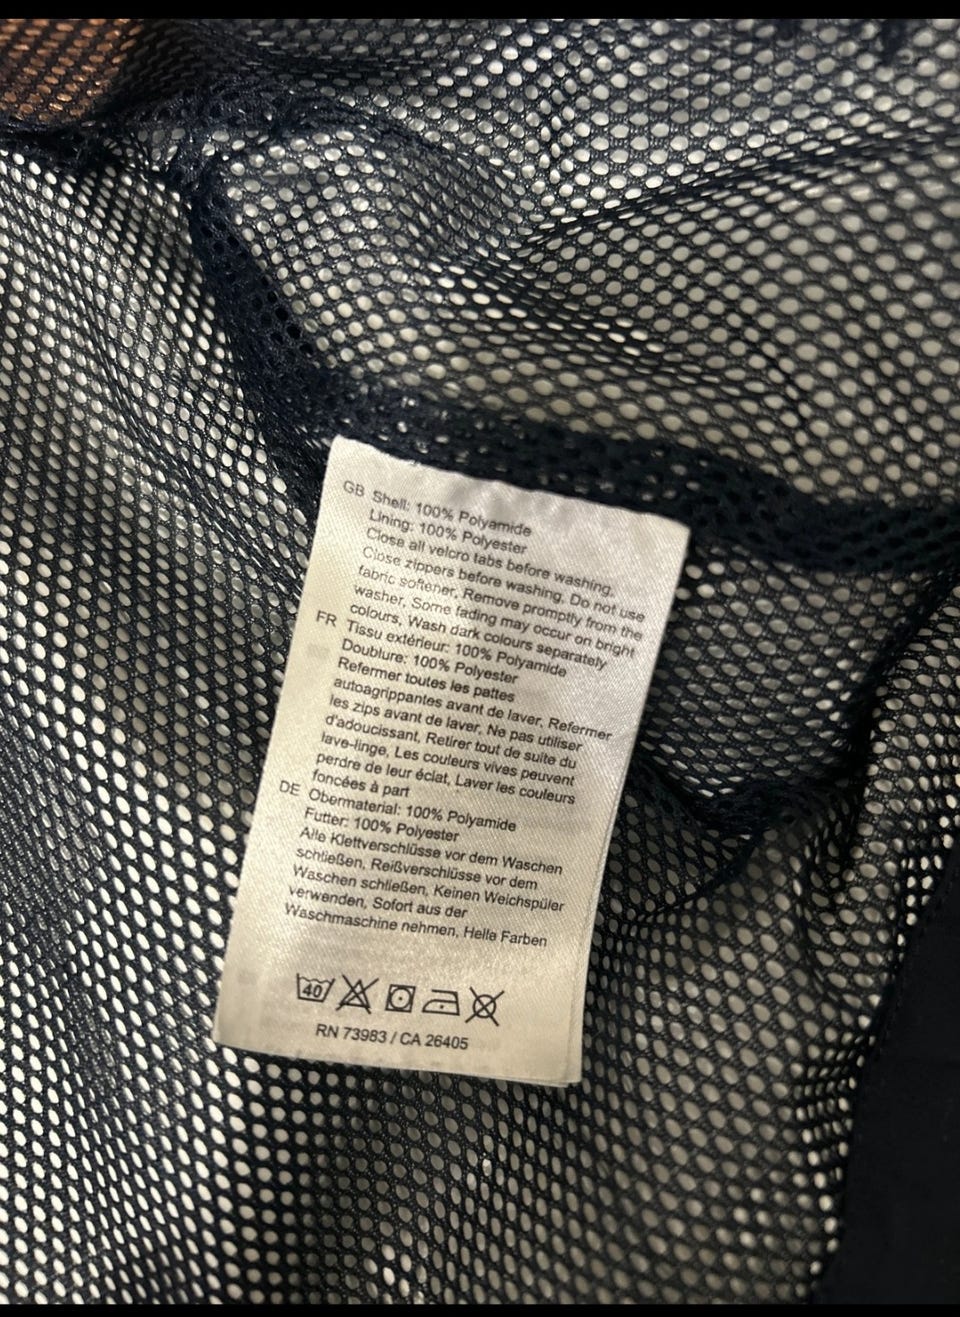 GB Shell: 100% Polyamide
Lining: 100% Polyester
Close all velcro tabs before washing.
Close zippers before washing. Do not use
fabric softener. Remove promptly from the
washer. Some fading may occur on bright
colours. Wash dark colours separately
FR Tissu extérieur: 100% Polyamide
Doublure: 100% Polyester
Refermer toutes les pattes
autoagrippantes avant de laver. Refermer
les zips avant de laver. Ne pas utiliser
d'adoucissant. Retirer tout de suite du
lave-linge. Les couleurs vives peuvent
perdre de leur éclat. Laver les couleurs
foncées à part
DE Obermaterial: 100% Polyamide
Futter: 100% Polyester
Alle Klettverschlüsse vor dem Waschen
schließen. Reißverschlüsse vor dem
Waschen schließen. Keinen Weichspüler
verwenden. Sofort aus der
Waschmaschine nehmen. Helle Farben
40
RN 73983 / CA 26405